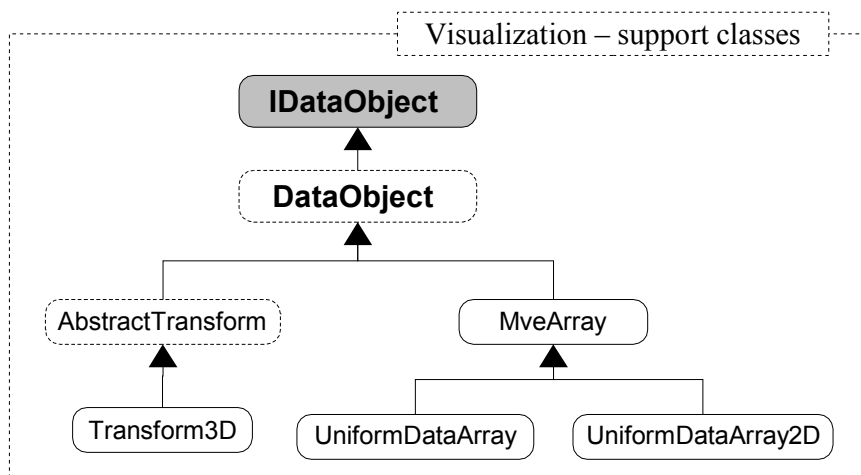 Visualization – support classes
IDataObject
DataObject
AbstractTransform
MveArray
Transform3D
UniformDataArray
UniformDataArray2D